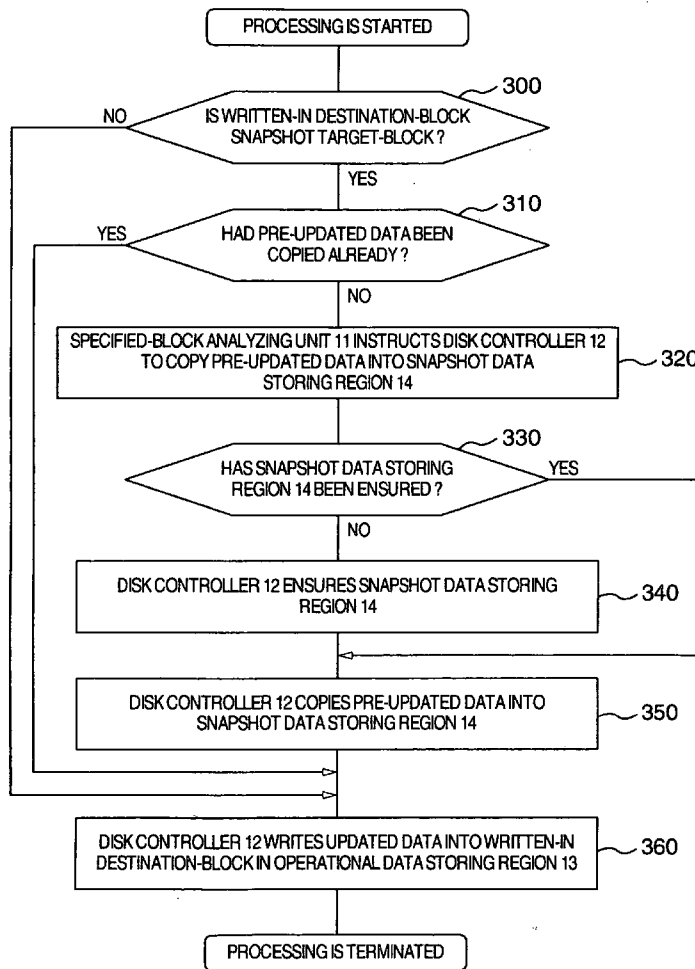 PROCESSING IS STARTED
300
NO
IS WRITTEN-IN DESTINATION-BLOCK
SNAPSHOT TARGET-BLOCK ?
YES
310
YES
HAD PRE-UPDATED DATA BEEN
COPIED ALREADY ?
NO
SPECIFIED-BLOCK ANALYZING UNIT 11 INSTRUCTS DISK CONTROLLER 12
TO COPY PRE-UPDATED DATA INTO SNAPSHOT DATA
STORING REGION 14
320
330
HAS SNAPSHOT DATA STORING
REGION 14 BEEN ENSURED ?
YES
NO
DISK CONTROLLER 12 ENSURES SNAPSHOT DATA STORING
REGION 14
340
DISK CONTROLLER 12 COPIES PRE-UPDATED DATA INTO
SNAPSHOT DATA STORING REGION 14
350
DISK CONTROLLER 12 WRITES UPDATED DATA INTO WRITTEN-IN
DESTINATION-BLOCK IN OPERATIONAL DATA STORING REGION 13
360
PROCESSING IS TERMINATED